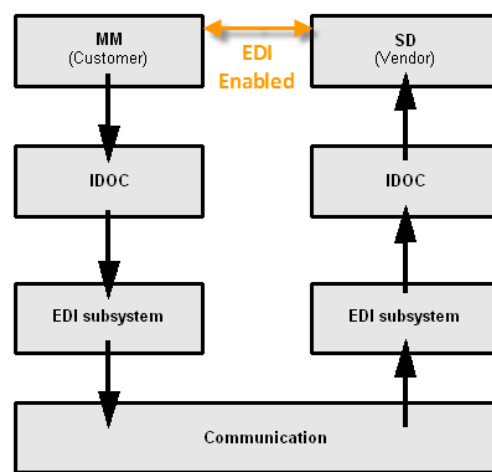 MM
(Customer)
EDI
Enabled
SD
(Vendor)
IDOC
IDOC
EDI subsystem
EDI subsystem
Communication